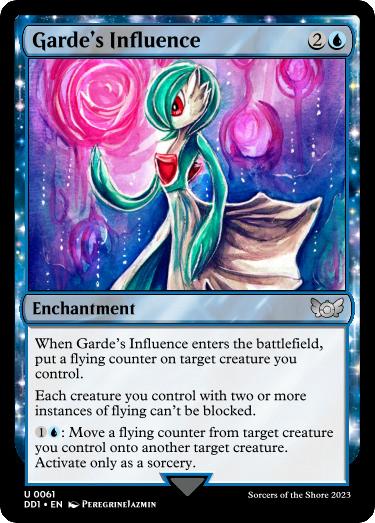 Garde's Influence 2
Enchantment
When Garde's Influence enters the battlefield,
put a flying counter on target creature you
control.
Each creature you control with two or more
instances of flying can't be blocked.
1 : Move a flying counter from target creature
you control onto another target creature.
Activate only as a sorcery.
U 0061
DD1 • EN PeregrineJazmin
Sorcers of the Shore 2023